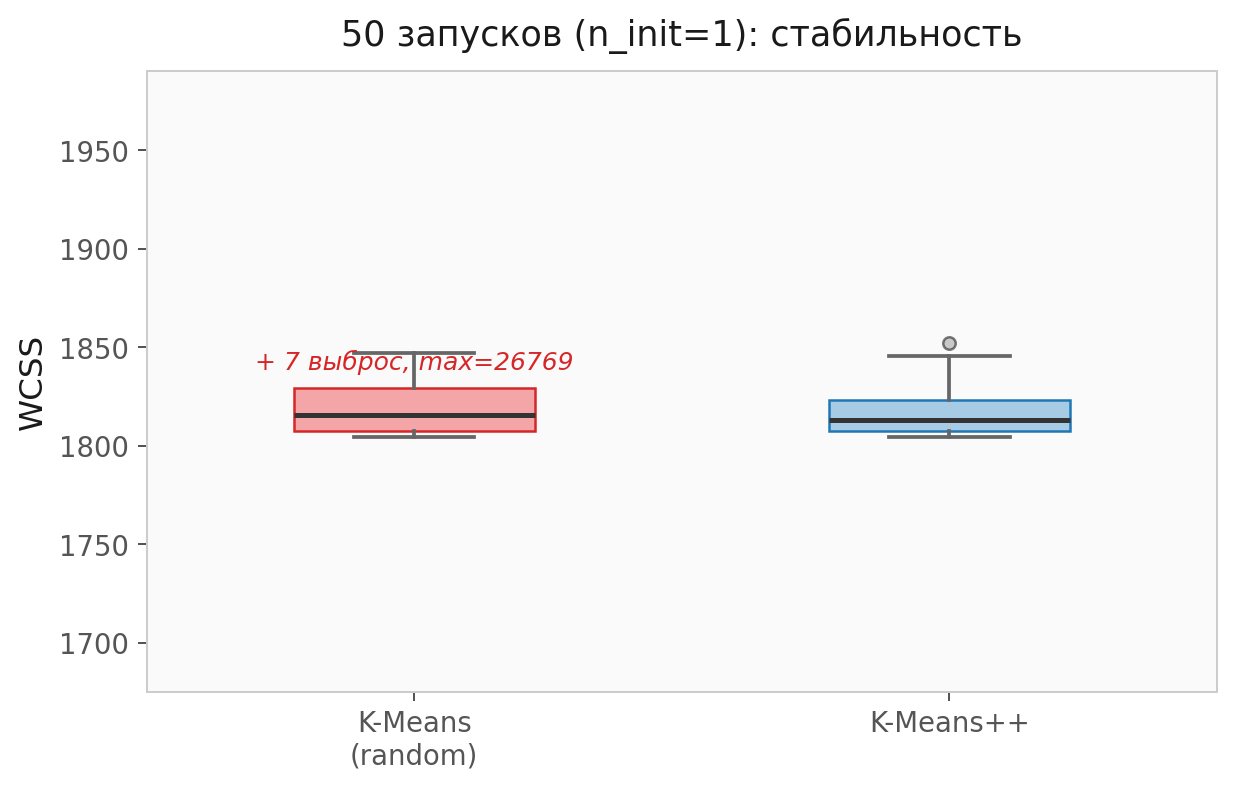 50 запусков (n_init=1): стабильность
WCSS
1950
1900
1850
1800
1750
1700
+ 7 выброс, max=26769
K-Means
(random)
K-Means++